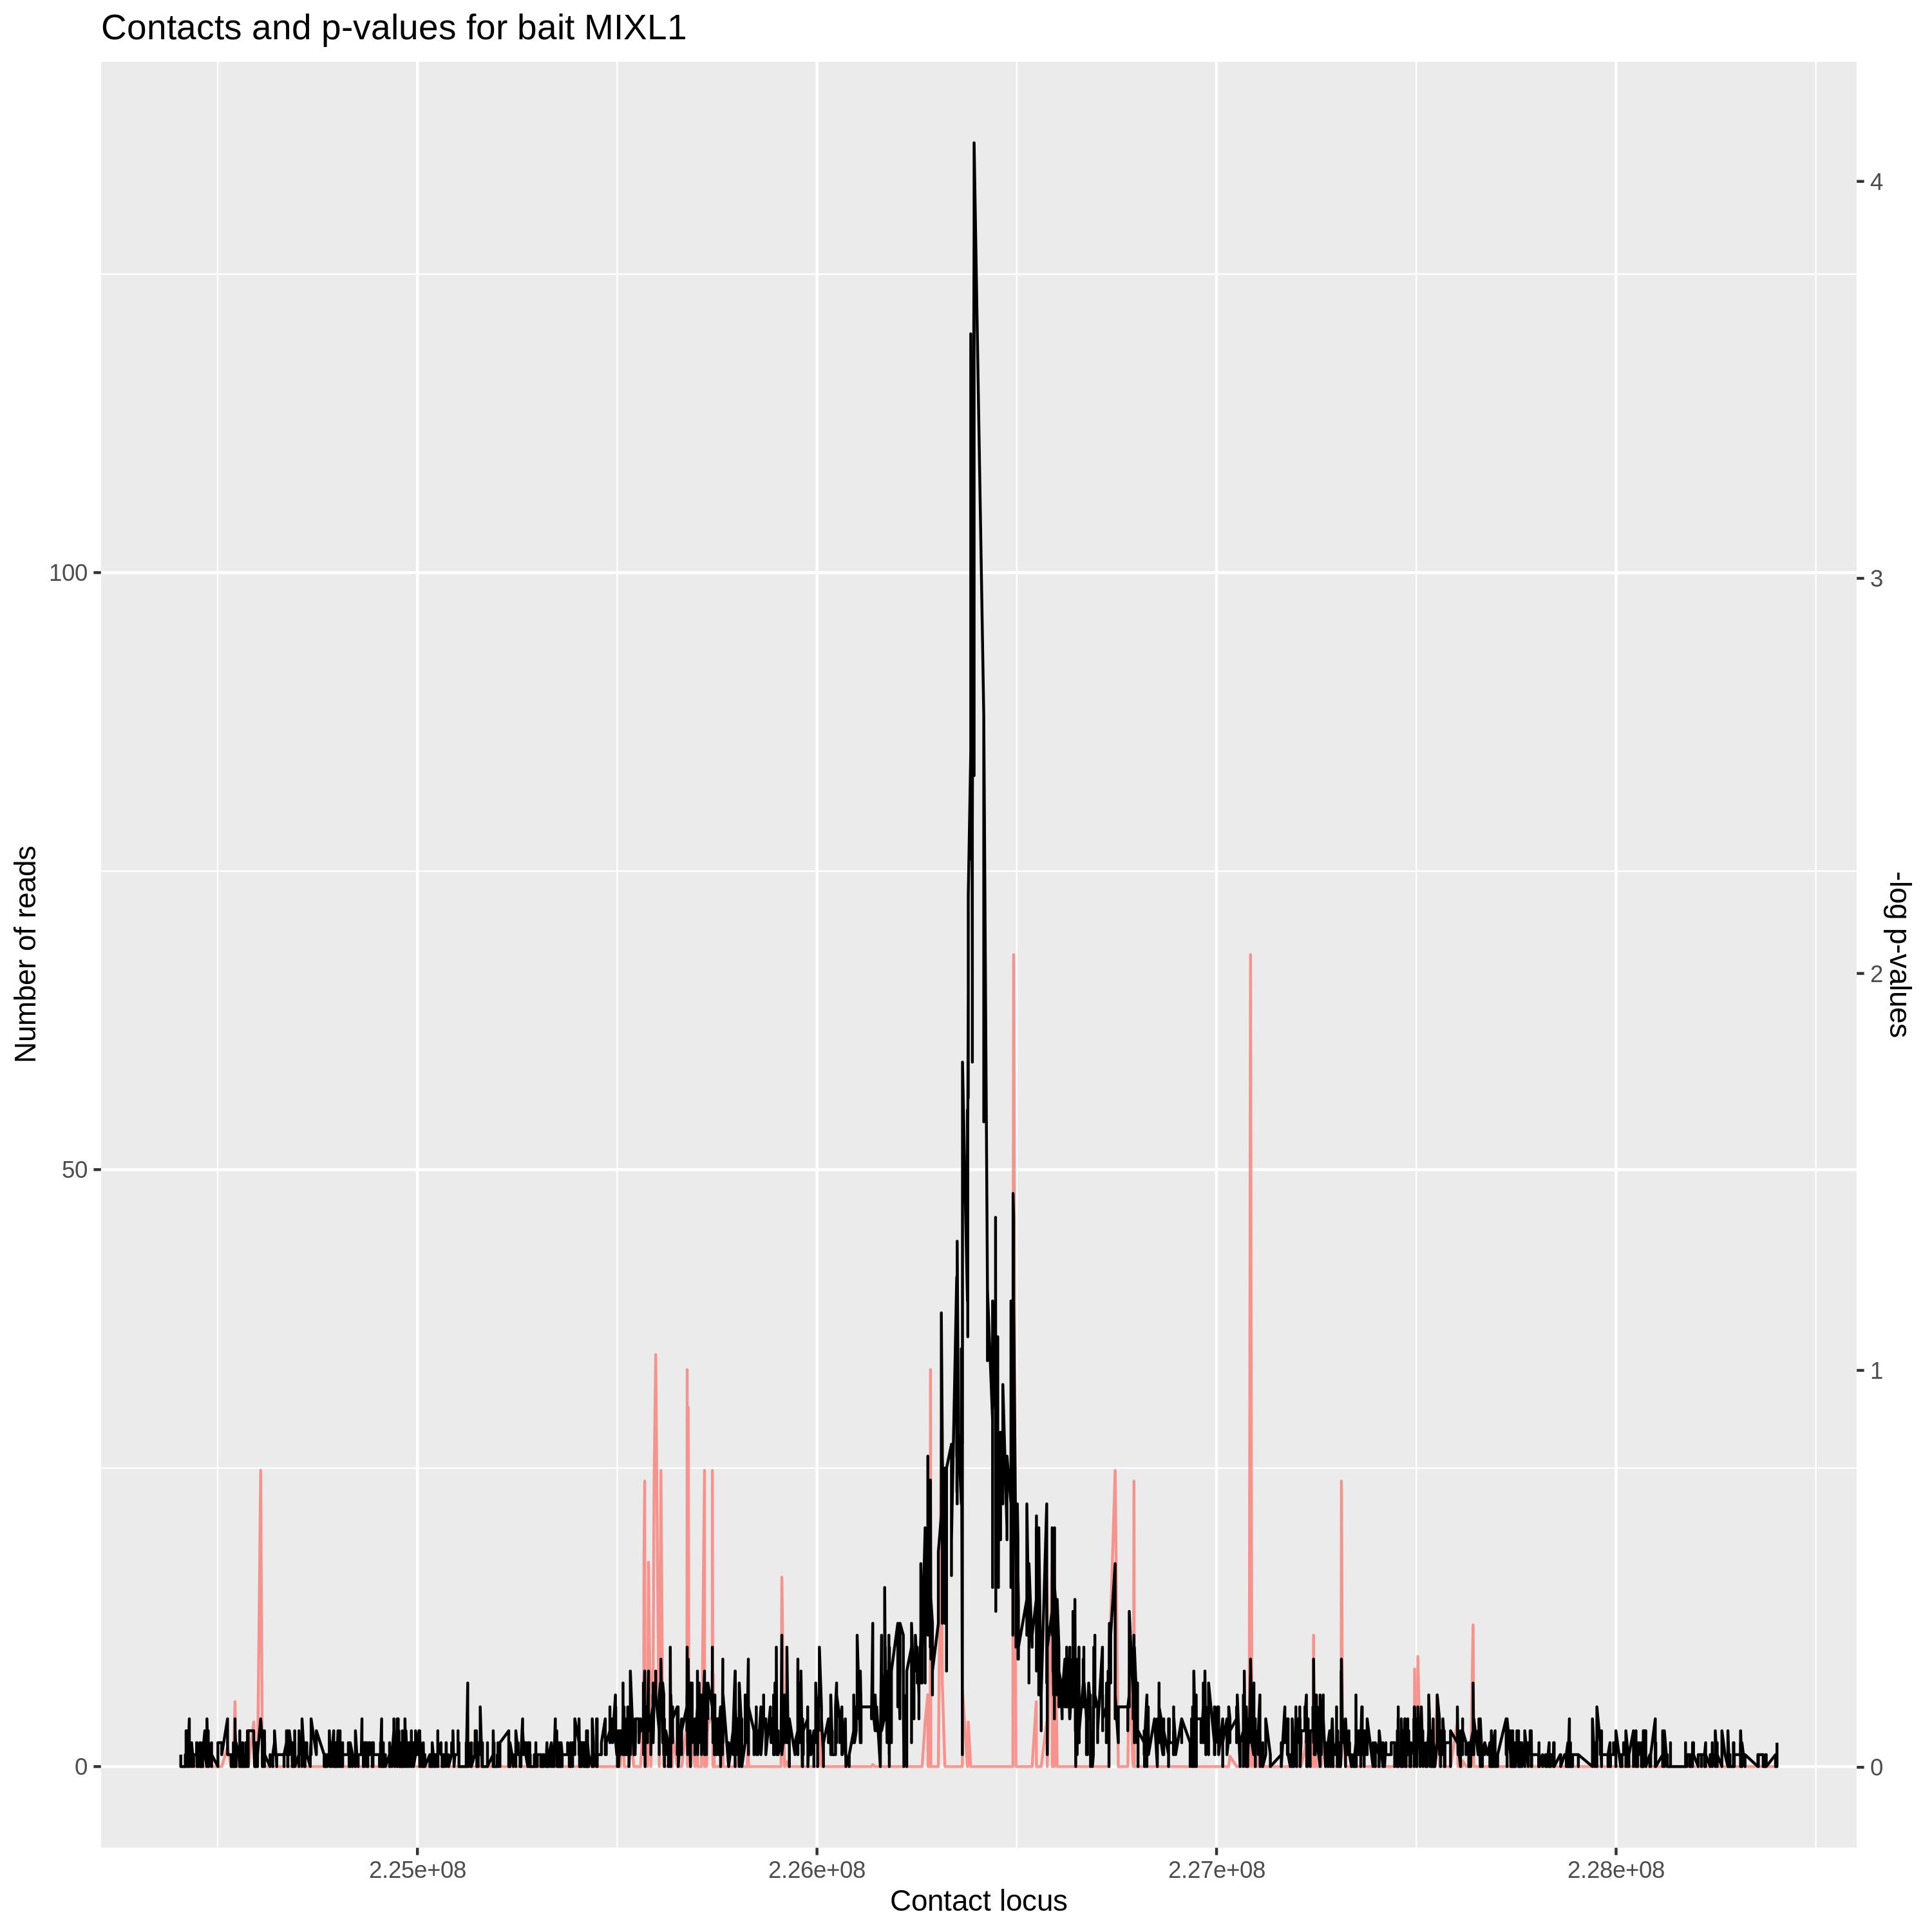 Contacts and p-values for bait MIXL1
4
100
3
Number of reads
-log p-values
2
50
1
0
0
2.25e+08
2.26e+08
2.27e+08
2.28e+08
Contact locus